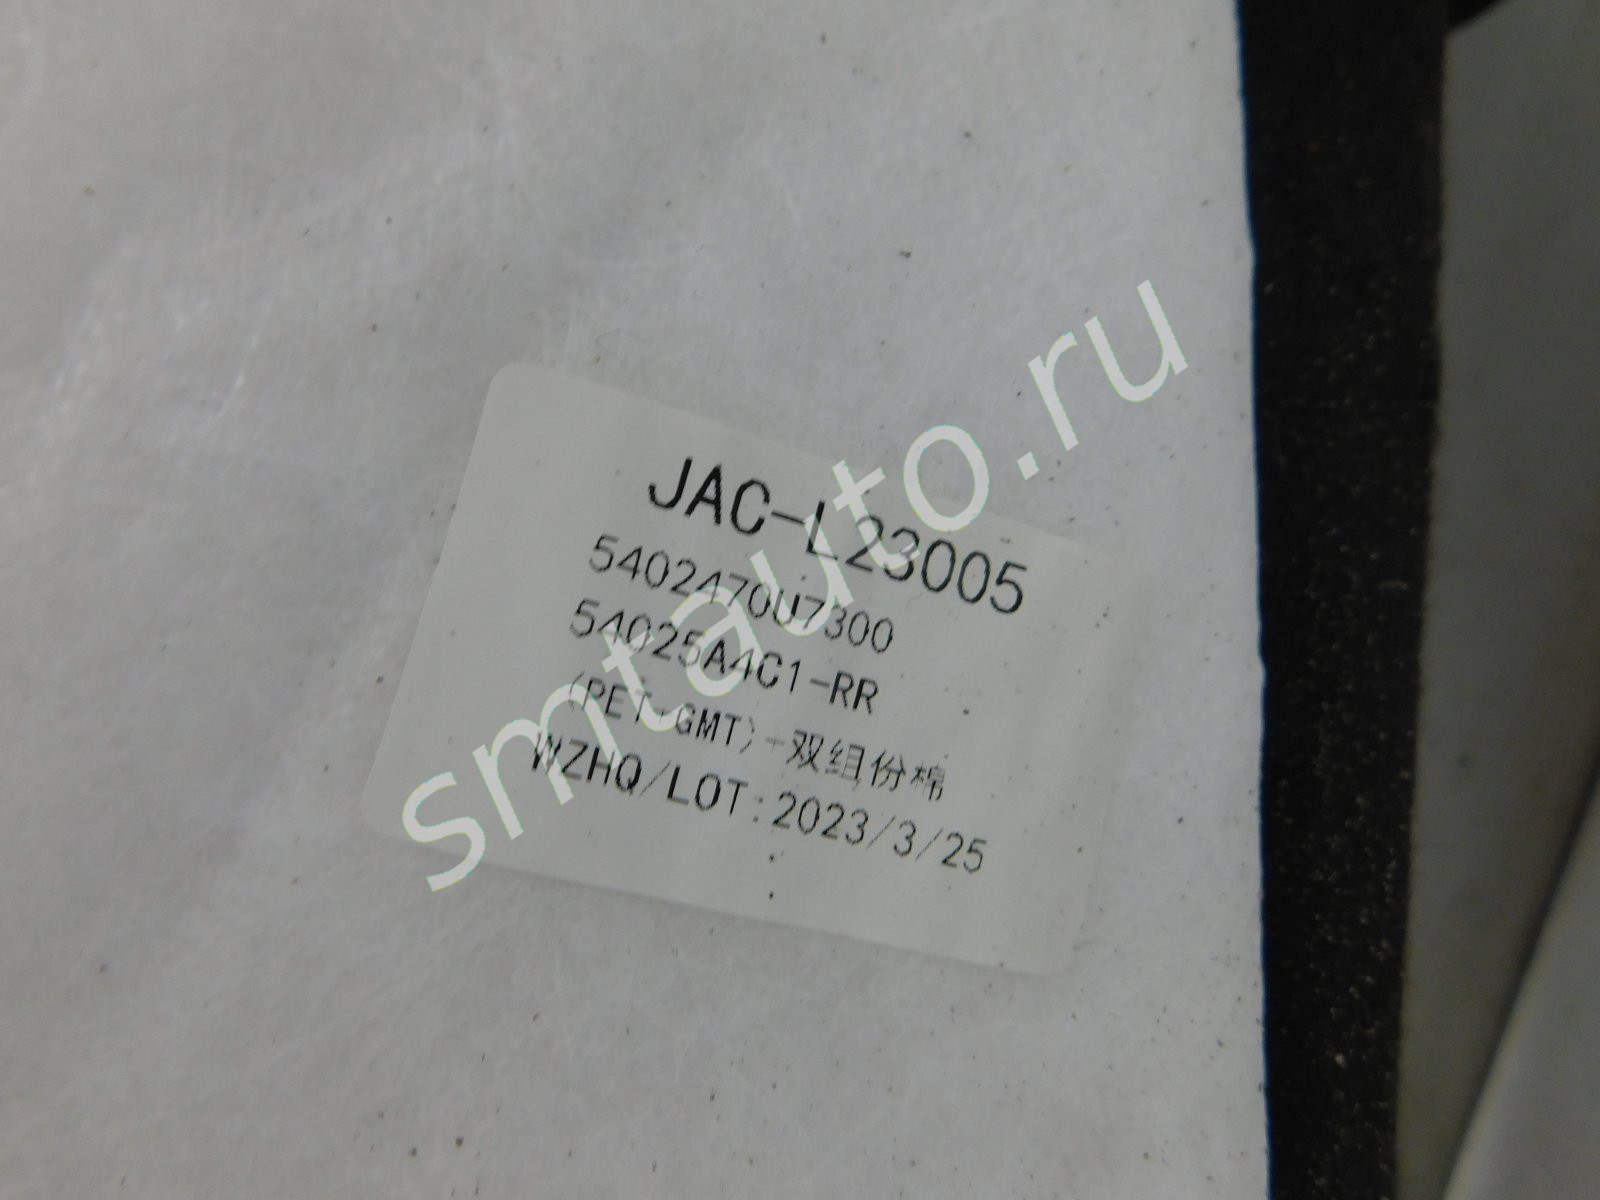 JAC-L23005
5402470U7300
54025A4C1-RR
(PET+GMT)-双组份棉
WZHQ/LOT:2023/3/25
smtauto.ru